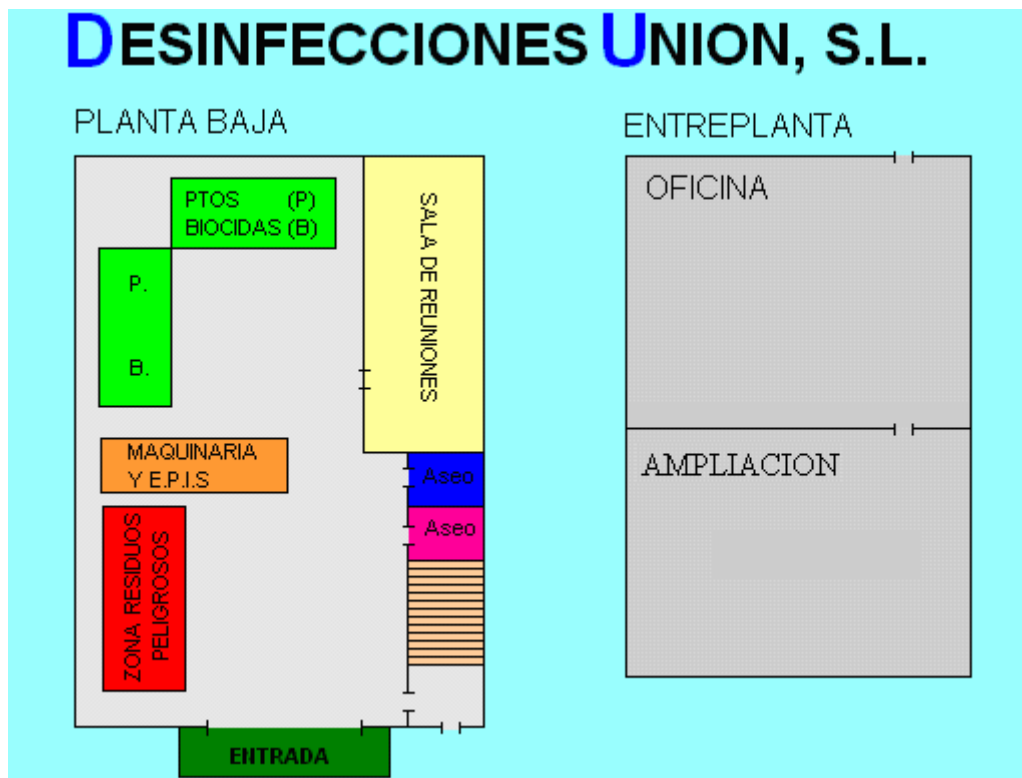 DESINFECCIONES UNION, S.L.
PLANTA BAJA
PTOS (P)
BIOCIDAS (B)
P.
B.
SALA DE REUNIONES
MAQUINARIA
Y E.P.I.S
Aseo
Aseo
ZONA RESIDUOS
PELIGROSOS
ENTRADA
ENTREPLANTA
OFICINA
AMPLIACION